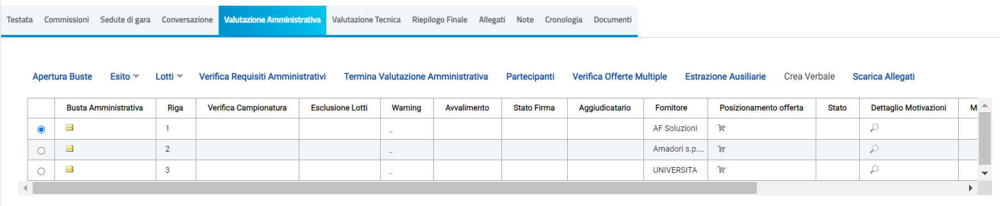 Testata Commissioni Sedute di gara Conversazione Valutazione Amministrativa Valutazione Tecnica Riepilogo Finale Allegati Note Cronologia Documenti
Apertura Buste Esito Lotti Verifica Requisiti Amministrativi Termina Valutazione Amministrativa Partecipanti Verifica Offerte Multiple Estrazione Ausiliarie Crea Verbale Scarica Allegati
Busta Amministrativa Riga Verifica Campionatura Esclusione Lotti Warning Avvalimento Stato Firma Aggiudicatario Fornitore Posizionamento offerta Stato Dettaglio Motivazioni M
1 - AF Soluzioni
2 - Amadori s.p....
3 - UNIVERSITA